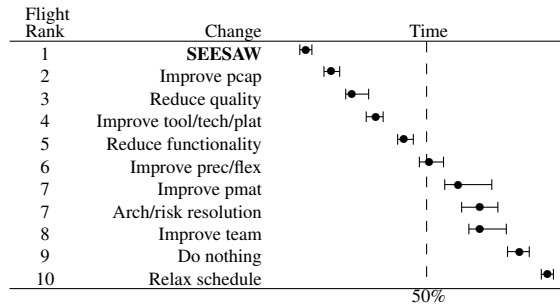 Flight
Rank Change Time
1 SEESAW
2 Improve pcap
3 Reduce quality
4 Improve tool/tech/plat
5 Reduce functionality
6 Improve prec/flex
7 Improve pmat
7 Arch/risk resolution
8 Improve team
9 Do nothing
10 Relax schedule
50%